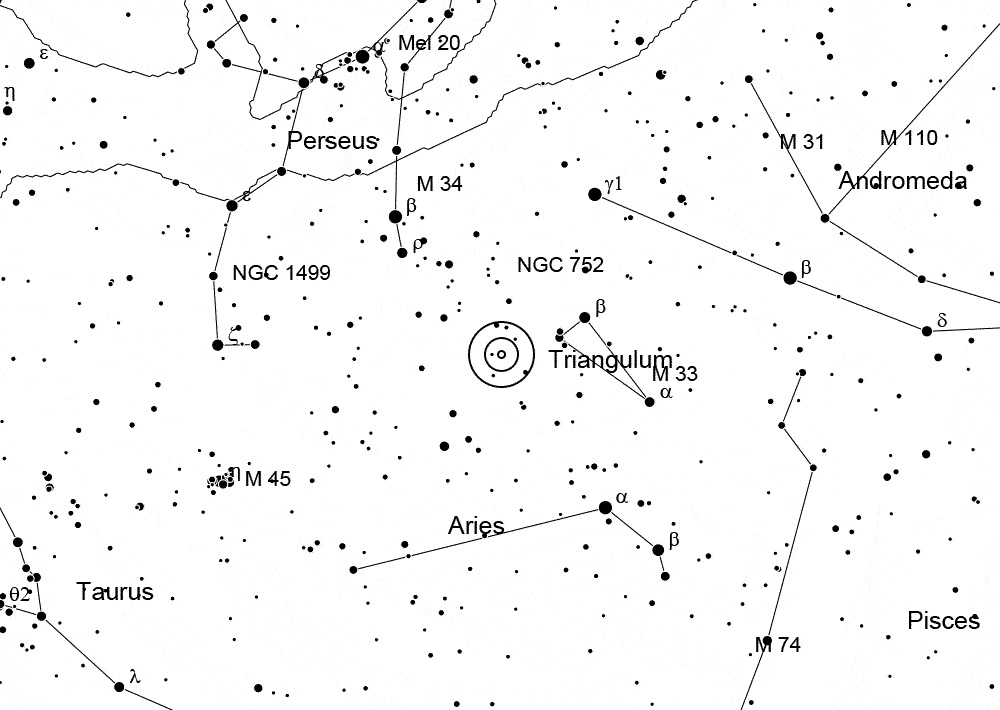 α
Mel 20
ε
δ
η
Perseus
M 31
M 110
Andromeda
M 34
γ1
ε
β
ρ
NGC 1499
NGC 752
β
β
δ
ζ
Triangulum
M 33
α
η
M 45
α
Aries
β
θ2
Taurus
Pisces
M 74
λ